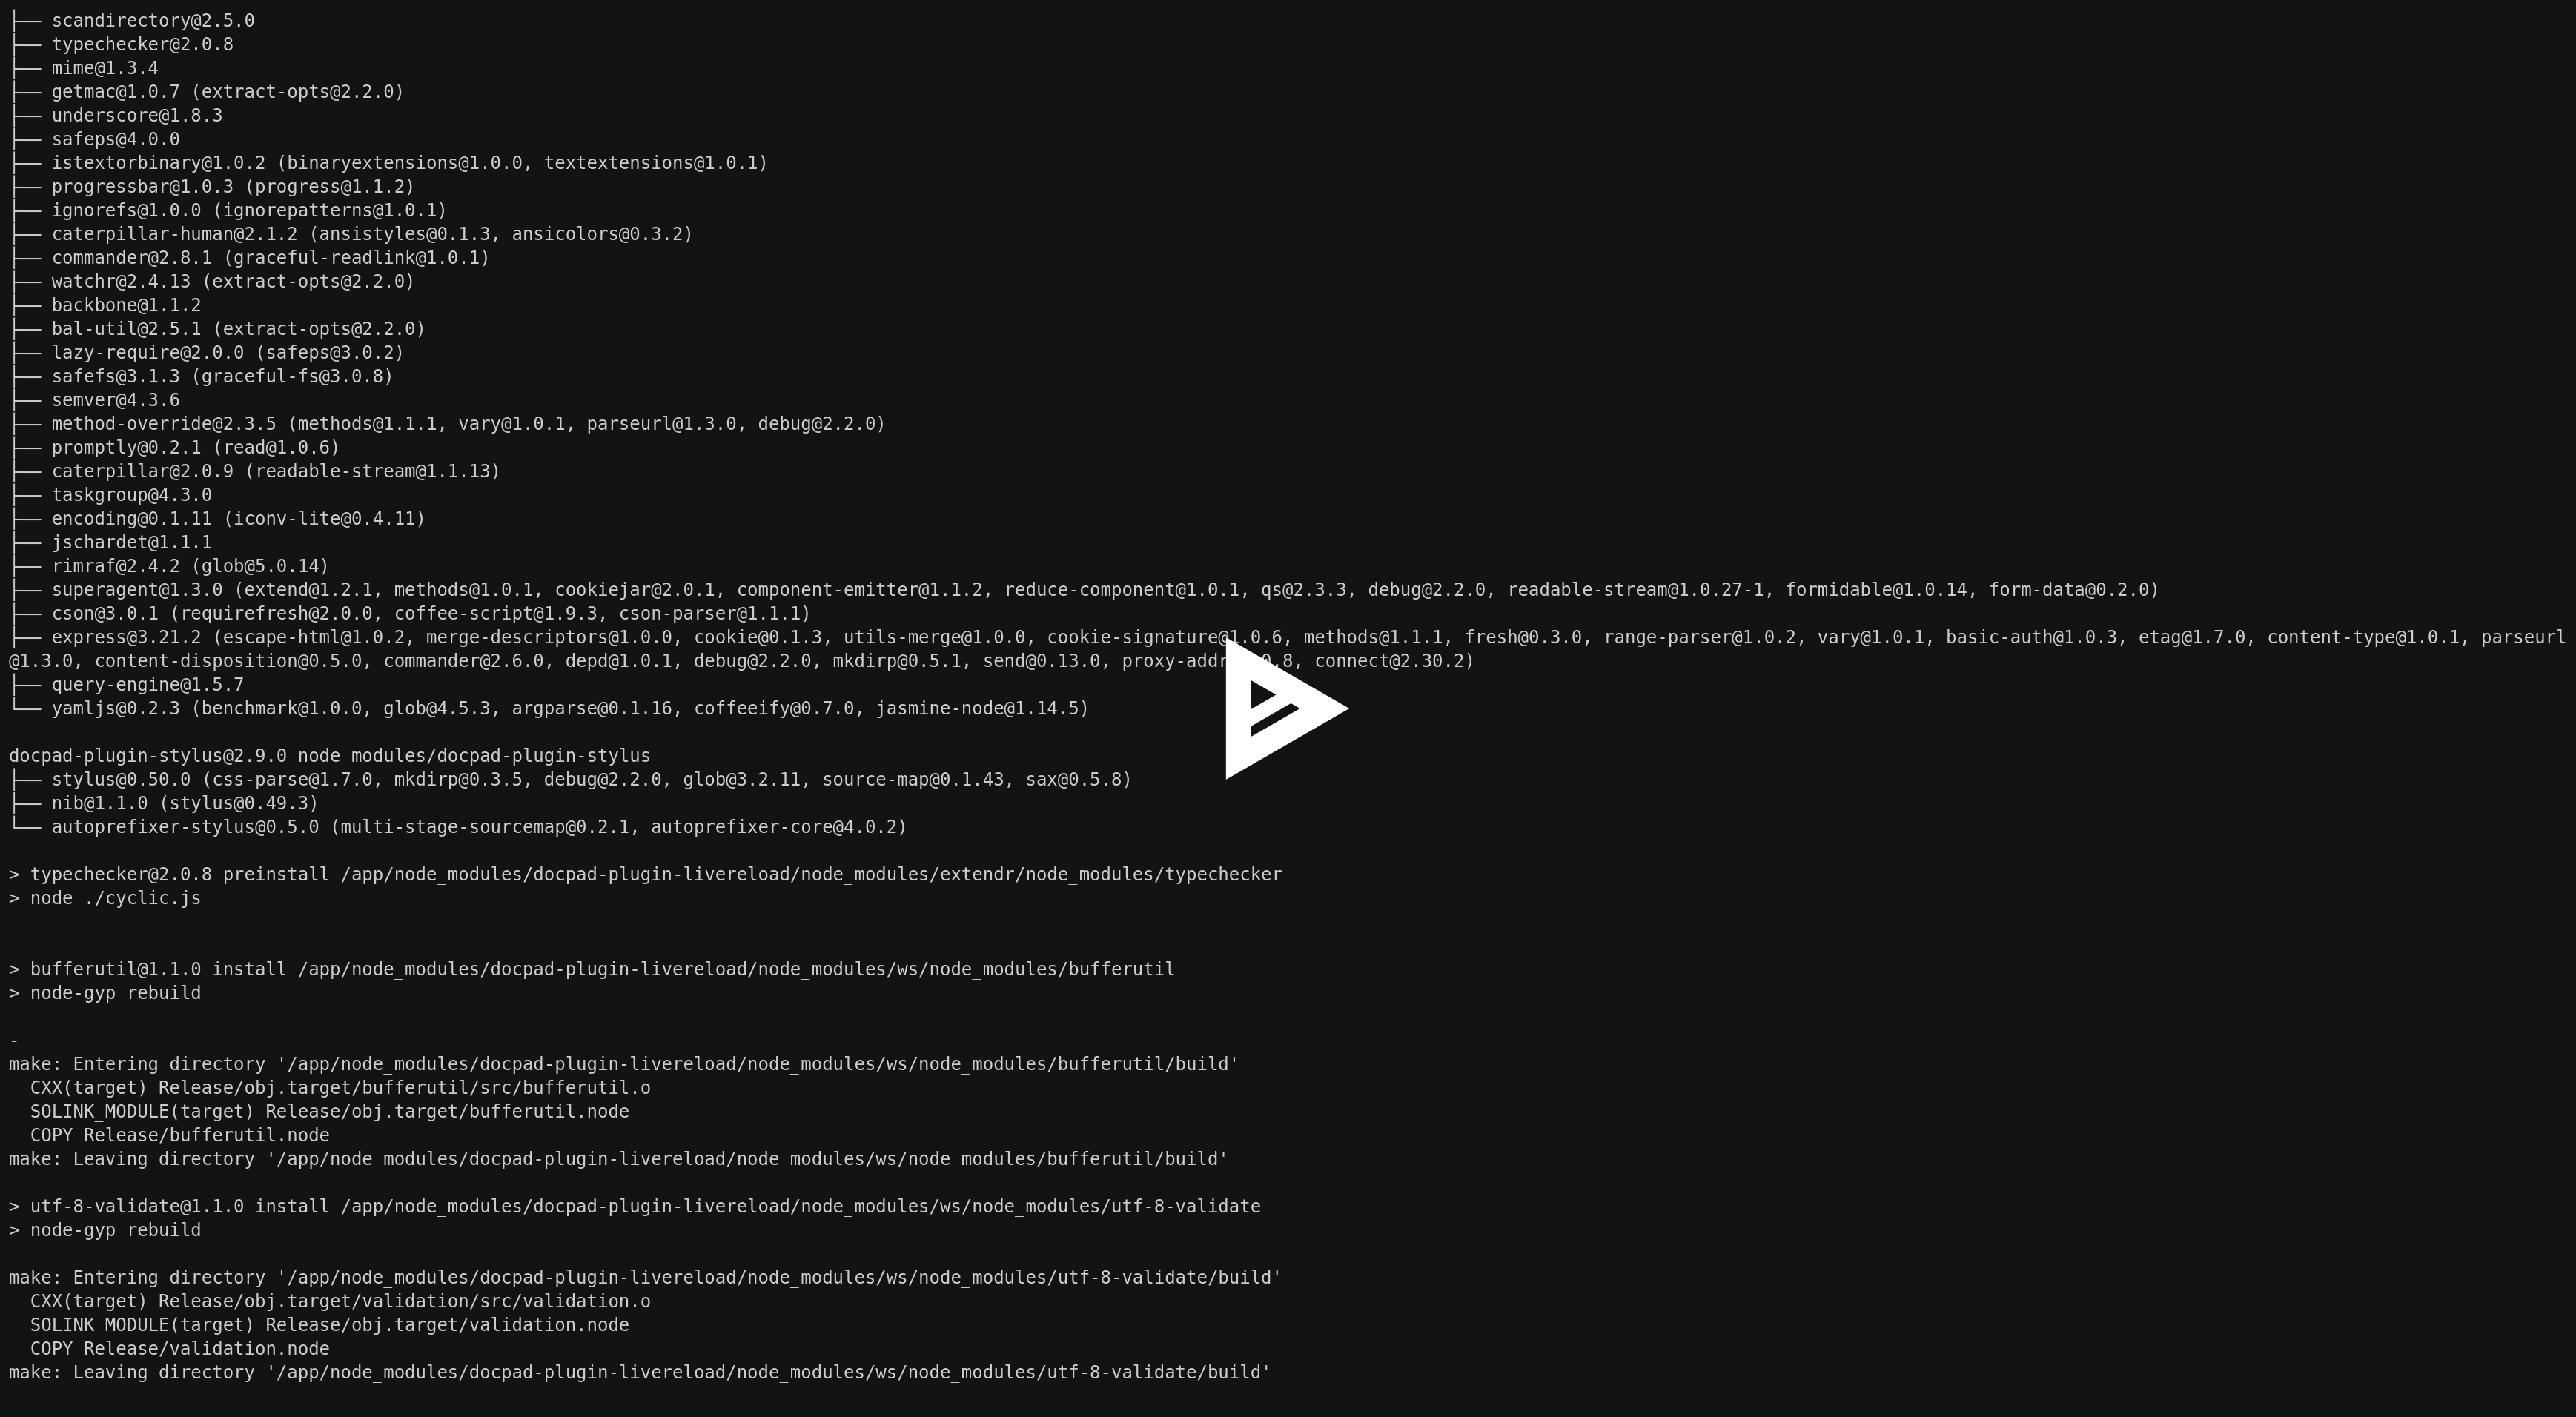 ├── scandirectory@2.5.0
├── typechecker@2.0.8
├── mime@1.3.4
├── getmac@1.0.7 (extract-opts@2.2.0)
├── underscore@1.8.3
├── safeps@4.0.0
├── istextorbinary@1.0.2 (binaryextensions@1.0.0, textextensions@1.0.1)
├── progressbar@1.0.3 (progress@1.1.2)
├── ignorefs@1.0.0 (ignorepatterns@1.0.1)
├── caterpillar-human@2.1.2 (ansistyles@0.1.3, ansicolors@0.3.2)
├── commander@2.8.1 (graceful-readlink@1.0.1)
├── watchr@2.4.13 (extract-opts@2.2.0)
├── backbone@1.1.2
├── bal-util@2.5.1 (extract-opts@2.2.0)
├── lazy-require@2.0.0 (safeps@3.0.2)
├── safefs@3.1.3 (graceful-fs@3.0.8)
├── semver@4.3.6
├── method-override@2.3.5 (methods@1.1.1, vary@1.0.1, parseurl@1.3.0, debug@2.2.0)
├── promptly@0.2.1 (read@1.0.6)
├── caterpillar@2.0.9 (readable-stream@1.1.13)
├── taskgroup@4.3.0
├── encoding@0.1.11 (iconv-lite@0.4.11)
├── jschardet@1.1.1
├── rimraf@2.4.2 (glob@5.0.14)
├── superagent@1.3.0 (extend@1.2.1, methods@1.0.1, cookiejar@2.0.1, component-emitter@1.1.2, reduce-component@1.0.1, qs@2.3.3, debug@2.2.0, readable-stream@1.0.27-1, formidable@1.0.14, form-data@0.2.0)
├── cson@3.0.1 (requirefresh@2.0.0, coffee-script@1.9.3, cson-parser@1.1.1)
├── express@3.21.2 (escape-html@1.0.2, merge-descriptors@1.0.0, cookie@0.1.3, utils-merge@1.0.0, cookie-signature@1.0.6, methods@1.1.1, fresh@0.3.0, range-parser@1.0.2, vary@1.0.1, basic-auth@1.0.3, etag@1.7.0, content-type@1.0.1, parseurl
@1.3.0, content-disposition@0.5.0, commander@2.6.0, depd@1.0.1, debug@2.2.0, mkdirp@0.5.1, send@0.13.0, connect@2.30.2)
├── query-engine@1.5.7
└── yamljs@0.2.3 (benchmark@1.0.0, glob@4.5.3, argparse@0.1.16, coffeeify@0.7.0, jasmine-node@1.14.5)
docpad-plugin-stylus@2.9.0 node_modules/docpad-plugin-stylus
├── stylus@0.50.0 (css-parse@1.7.0, mkdirp@0.3.5, debug@2.2.0, glob@3.2.11, source-map@0.1.43, sax@0.5.8)
├── nib@1.1.0 (stylus@0.49.3)
└── autoprefixer-stylus@0.5.0 (multi-stage-sourcemap@0.2.1, autoprefixer-core@4.0.2)
> typechecker@2.0.8 preinstall /app/node_modules/docpad-plugin-livereload/node_modules/extendr/node_modules/typechecker
> node ./cyclic.js
> bufferutil@1.1.0 install /app/node_modules/docpad-plugin-livereload/node_modules/ws/node_modules/bufferutil
> node-gyp rebuild
-
make: Entering directory '/app/node_modules/docpad-plugin-livereload/node_modules/ws/node_modules/bufferutil/build'
  CXX(target) Release/obj.target/bufferutil/src/bufferutil.o
  SOLINK_MODULE(target) Release/obj.target/bufferutil.node
  COPY Release/bufferutil.node
make: Leaving directory '/app/node_modules/docpad-plugin-livereload/node_modules/ws/node_modules/bufferutil/build'
> utf-8-validate@1.1.0 install /app/node_modules/docpad-plugin-livereload/node_modules/ws/node_modules/utf-8-validate
> node-gyp rebuild
make: Entering directory '/app/node_modules/docpad-plugin-livereload/node_modules/ws/node_modules/utf-8-validate/build'
  CXX(target) Release/obj.target/validation/src/validation.o
  SOLINK_MODULE(target) Release/obj.target/validation.node
  COPY Release/validation.node
make: Leaving directory '/app/node_modules/docpad-plugin-livereload/node_modules/ws/node_modules/utf-8-validate/build'